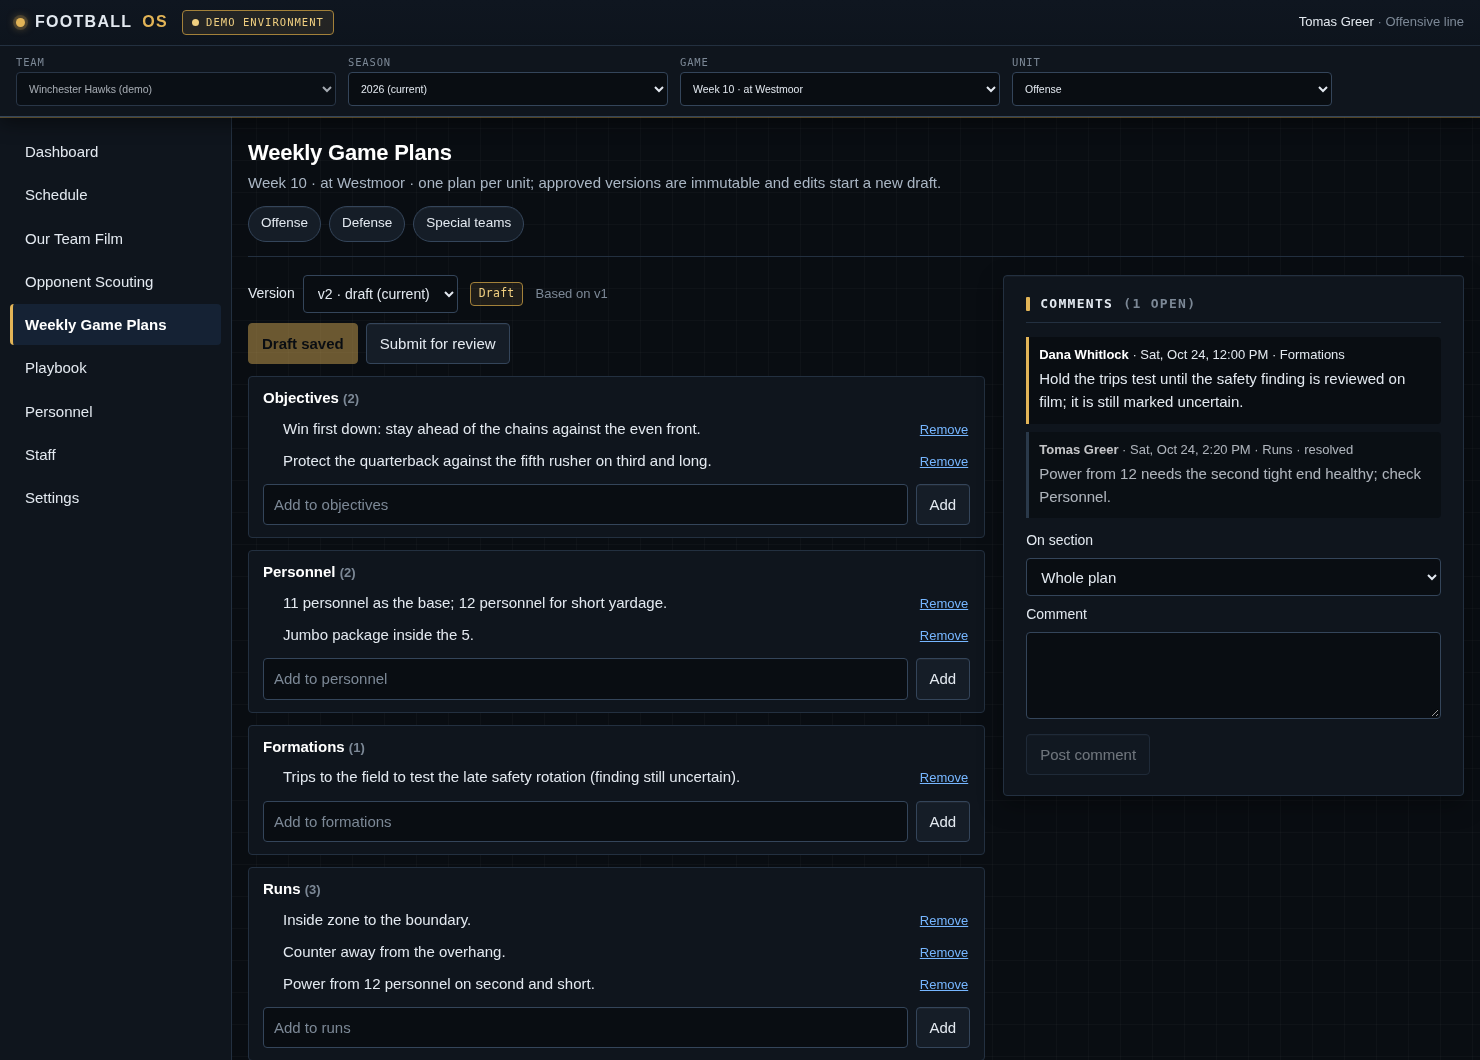 FOOTBALL OS
DEMO ENVIRONMENT
Tomas Greer · Offensive line
TEAM
Winchester Hawks (demo)
SEASON
2026 (current)
GAME
Week 10 · at Westmoor
UNIT
Offense
Dashboard
Schedule
Our Team Film
Opponent Scouting
Weekly Game Plans
Playbook
Personnel
Staff
Settings
Weekly Game Plans
Week 10 · at Westmoor · one plan per unit; approved versions are immutable and edits start a new draft.
Offense
Defense
Special teams
Version
v2 · draft (current)
Draft
Based on v1
Draft saved
Submit for review
Objectives (2)
Win first down: stay ahead of the chains against the even front.
Remove
Protect the quarterback against the fifth rusher on third and long.
Remove
Add to objectives
Add
Personnel (2)
11 personnel as the base; 12 personnel for short yardage.
Remove
Jumbo package inside the 5.
Remove
Add to personnel
Add
Formations (1)
Trips to the field to test the late safety rotation (finding still uncertain).
Remove
Add to formations
Add
Runs (3)
Inside zone to the boundary.
Remove
Counter away from the overhang.
Remove
Power from 12 personnel on second and short.
Remove
Add to runs
Add
COMMENTS (1 OPEN)
Dana Whitlock · Sat, Oct 24, 12:00 PM · Formations
Hold the trips test until the safety finding is reviewed on
film; it is still marked uncertain.
Tomas Greer · Sat, Oct 24, 2:20 PM · Runs · resolved
Power from 12 needs the second tight end healthy; check
Personnel.
On section
Whole plan
Comment
Post comment